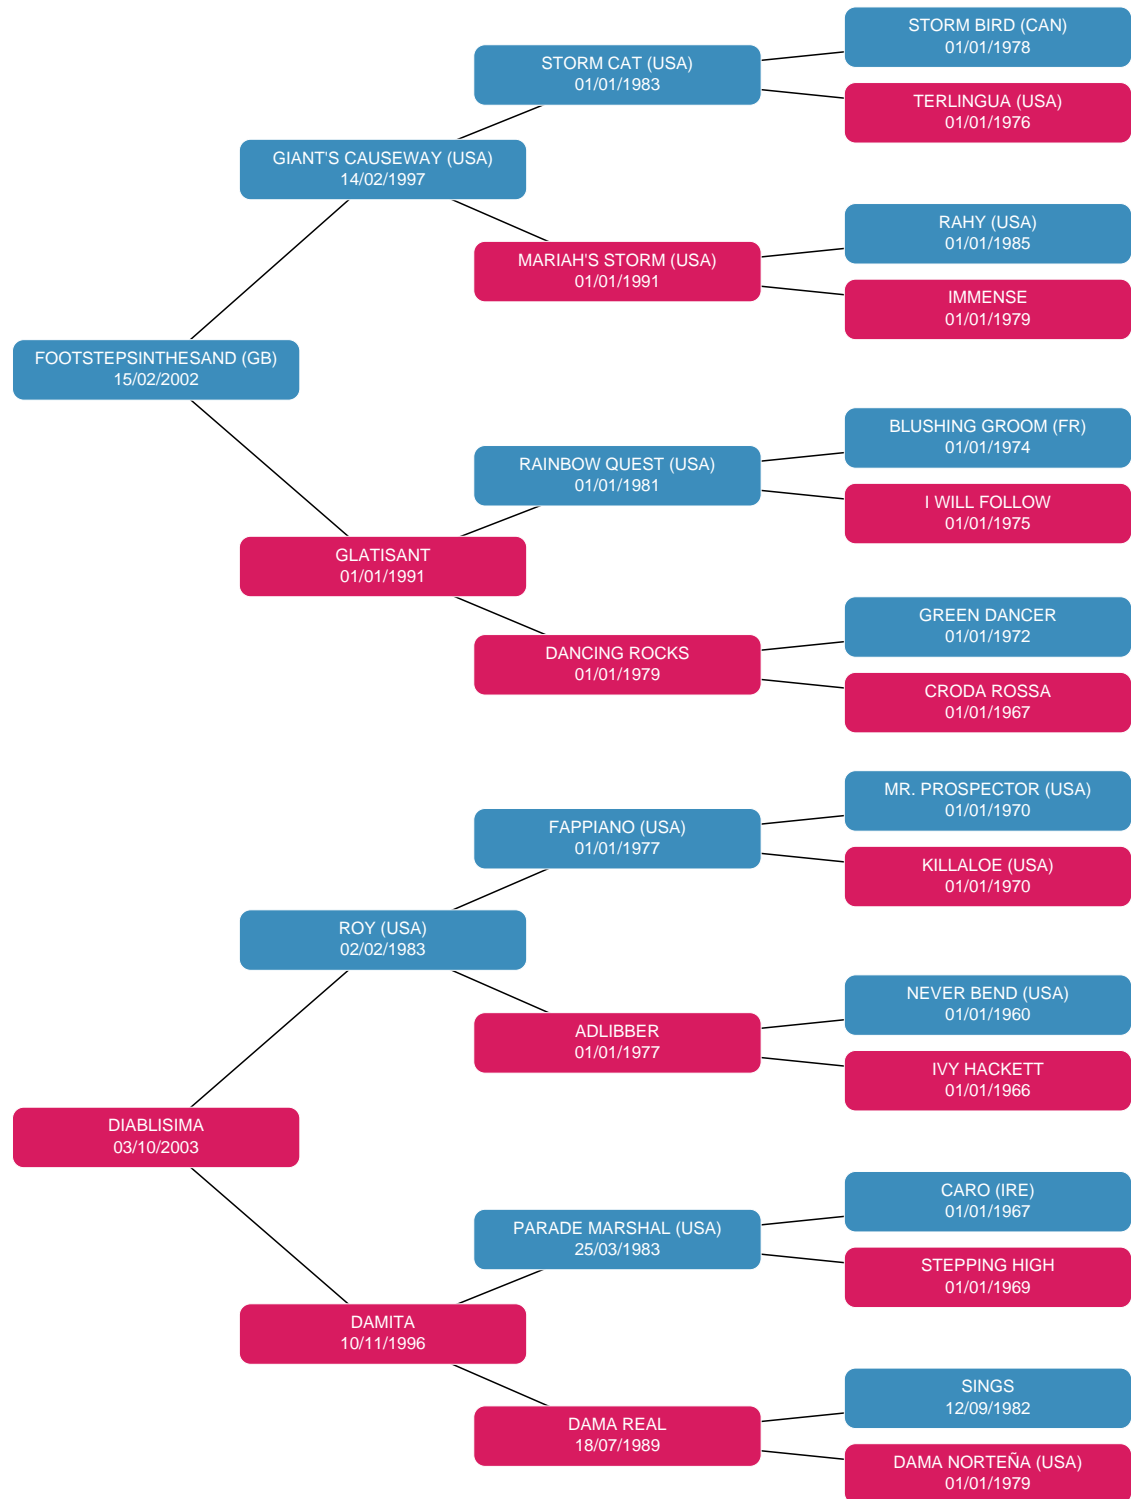 STORM BIRD (CAN)
01/01/1978
STORM CAT (USA)
01/01/1983
TERLINGUA (USA)
01/01/1976
GIANT'S CAUSEWAY (USA)
14/02/1997
RAHY (USA)
01/01/1985
MARIAH'S STORM (USA)
01/01/1991
IMMENSE
01/01/1979
FOOTSTEPSINTHESAND (GB)
15/02/2002
BLUSHING GROOM (FR)
01/01/1974
RAINBOW QUEST (USA)
01/01/1981
I WILL FOLLOW
01/01/1975
GLATISANT
01/01/1991
GREEN DANCER
01/01/1972
DANCING ROCKS
01/01/1979
CRODA ROSSA
01/01/1967
MR. PROSPECTOR (USA)
01/01/1970
FAPPIANO (USA)
01/01/1977
KILLALOE (USA)
01/01/1970
ROY (USA)
02/02/1983
NEVER BEND (USA)
01/01/1960
ADLIBBER
01/01/1977
IVY HACKETT
01/01/1966
DIABLISIMA
03/10/2003
CARO (IRE)
01/01/1967
PARADE MARSHAL (USA)
25/03/1983
STEPPING HIGH
01/01/1969
DAMITA
10/11/1996
SINGS
12/09/1982
DAMA REAL
18/07/1989
DAMA NORTEÑA (USA)
01/01/1979